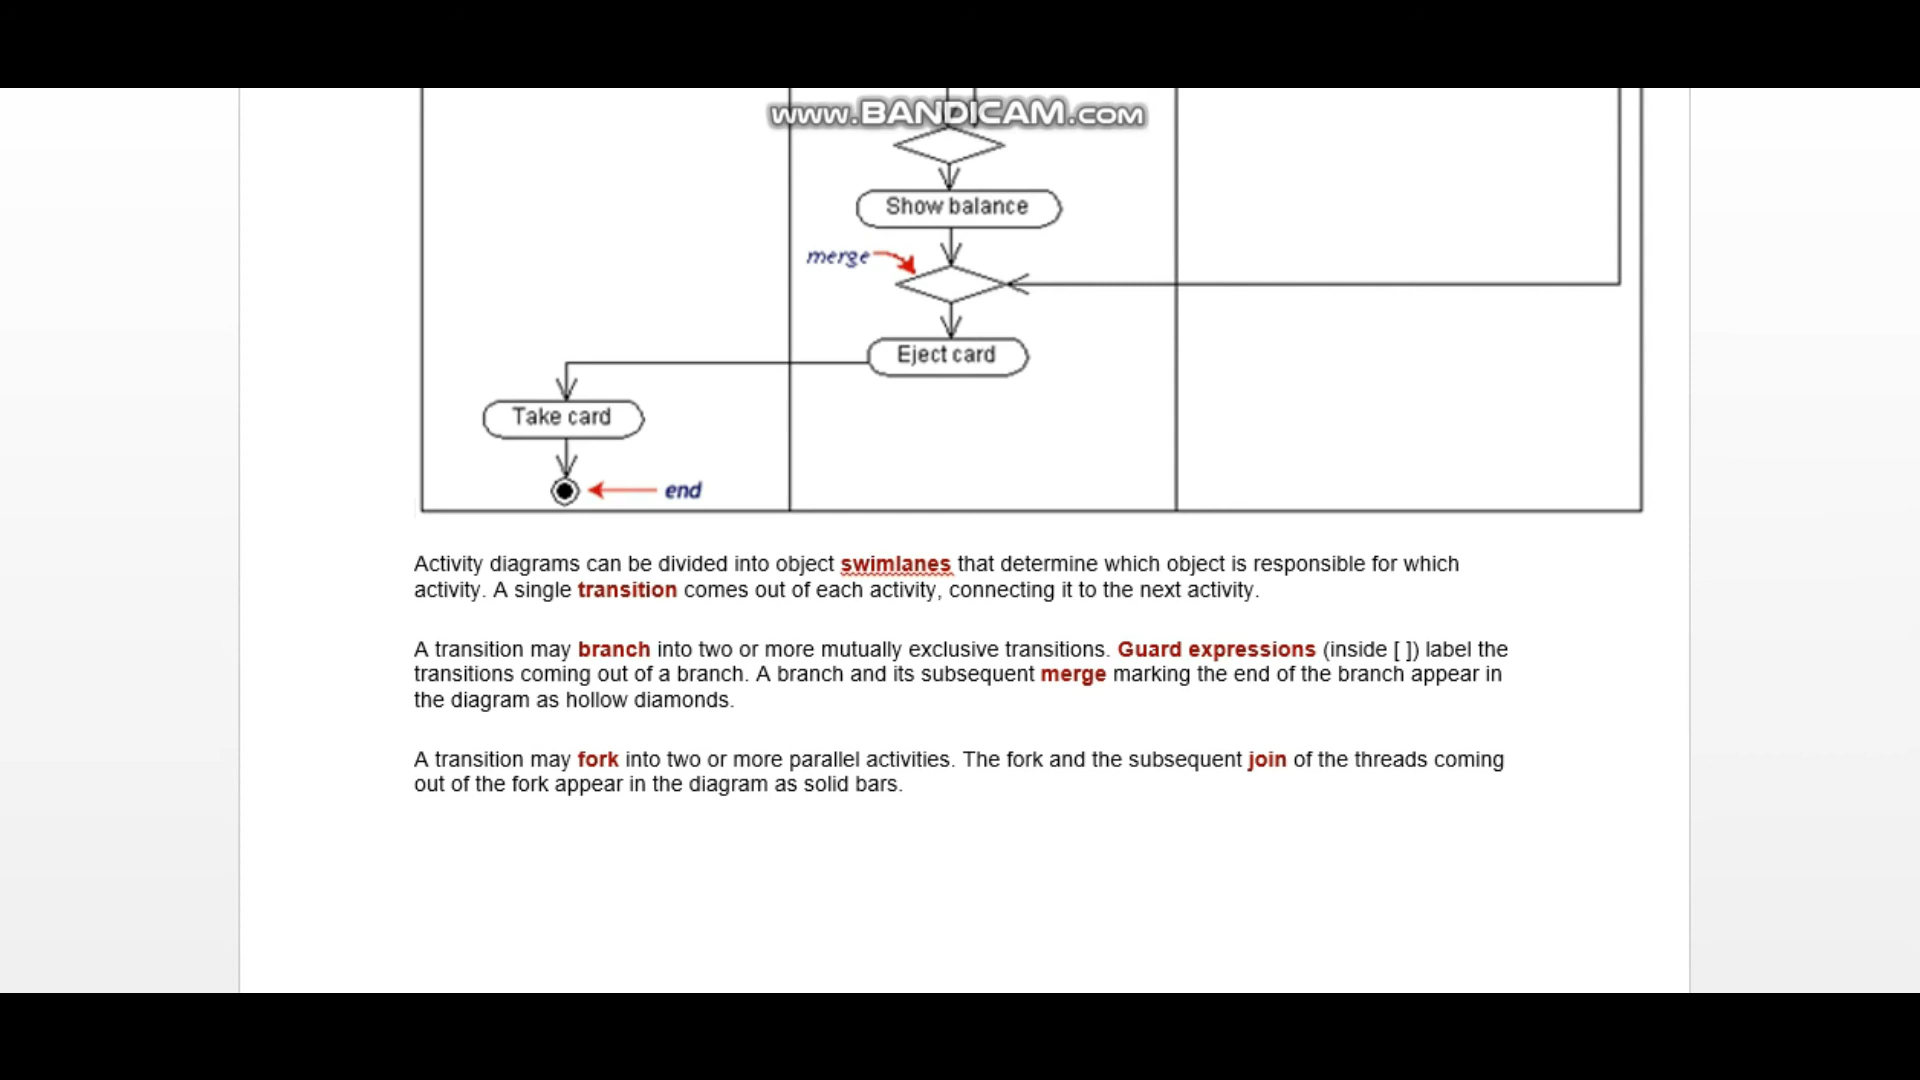 www.BANDICAM.com
Show balance
merge
Eject card
Take card
end
Activity diagrams can be divided into object swimlanes that determine which object is responsible for which
activity. A single transition comes out of each activity, connecting it to the next activity.
A transition may branch into two or more mutually exclusive transitions. Guard expressions (inside [ ]) label the
transitions coming out of a branch. A branch and its subsequent merge marking the end of the branch appear in
the diagram as hollow diamonds.
A transition may fork into two or more parallel activities. The fork and the subsequent join of the threads coming
out of the fork appear in the diagram as solid bars.